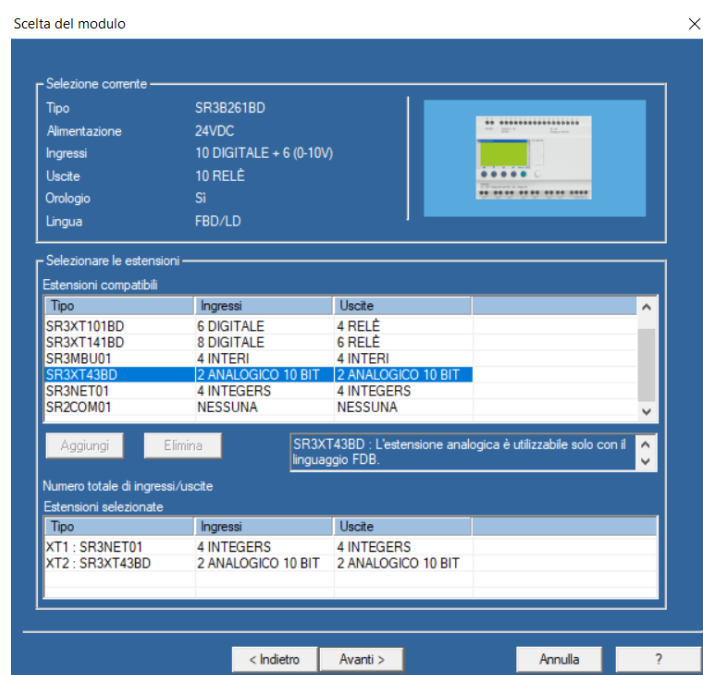 Scelta del modulo
Selezione corrente
Tipo SR3B261BD
Alimentazione 24VDC
Ingressi 10 DIGITALE + 6 (0-10V)
Uscite 10 RELÈ
Orologio Sì
Lingua FBD/LD
Selezionare le estensioni
Estensioni compatibili
Tipo Ingressi Uscite
SR3XT101BD 6 DIGITALE 4 RELÈ
SR3XT141BD 8 DIGITALE 6 RELÈ
SR3MBU01 4 INTERI 4 INTERI
SR3XT43BD 2 ANALOGICO 10 BIT 2 ANALOGICO 10 BIT
SR3NET01 4 INTEGERS 4 INTEGERS
SR2COM01 NESSUNA NESSUNA
Aggiungi Elimina
SR3XT43BD : L'estensione analogica è utilizzabile solo con il
linguaggio FDB.
Numero totale di ingressi/uscite
Estensioni selezionate
Tipo Ingressi Uscite
XT1 : SR3NET01 4 INTEGERS 4 INTEGERS
XT2 : SR3XT43BD 2 ANALOGICO 10 BIT 2 ANALOGICO 10 BIT
< Indietro Avanti > Annulla ?